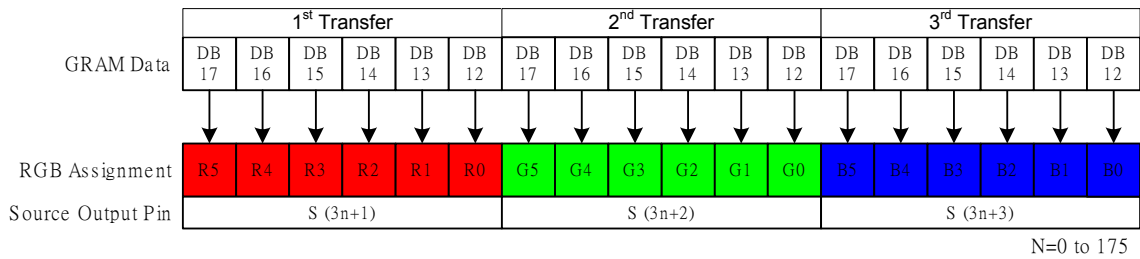 1st Transfer 2nd Transfer 3rd Transfer
GRAM Data DB 17 DB 16 DB 15 DB 14 DB 13 DB 12 DB 17 DB 16 DB 15 DB 14 DB 13 DB 12 DB 17 DB 16 DB 15 DB 14 DB 13 DB 12
RGB Assignment R5 R4 R3 R2 R1 R0 G5 G4 G3 G2 G1 G0 B5 B4 B3 B2 B1 B0
Source Output Pin S (3n+1) S (3n+2) S (3n+3)
N=0 to 175